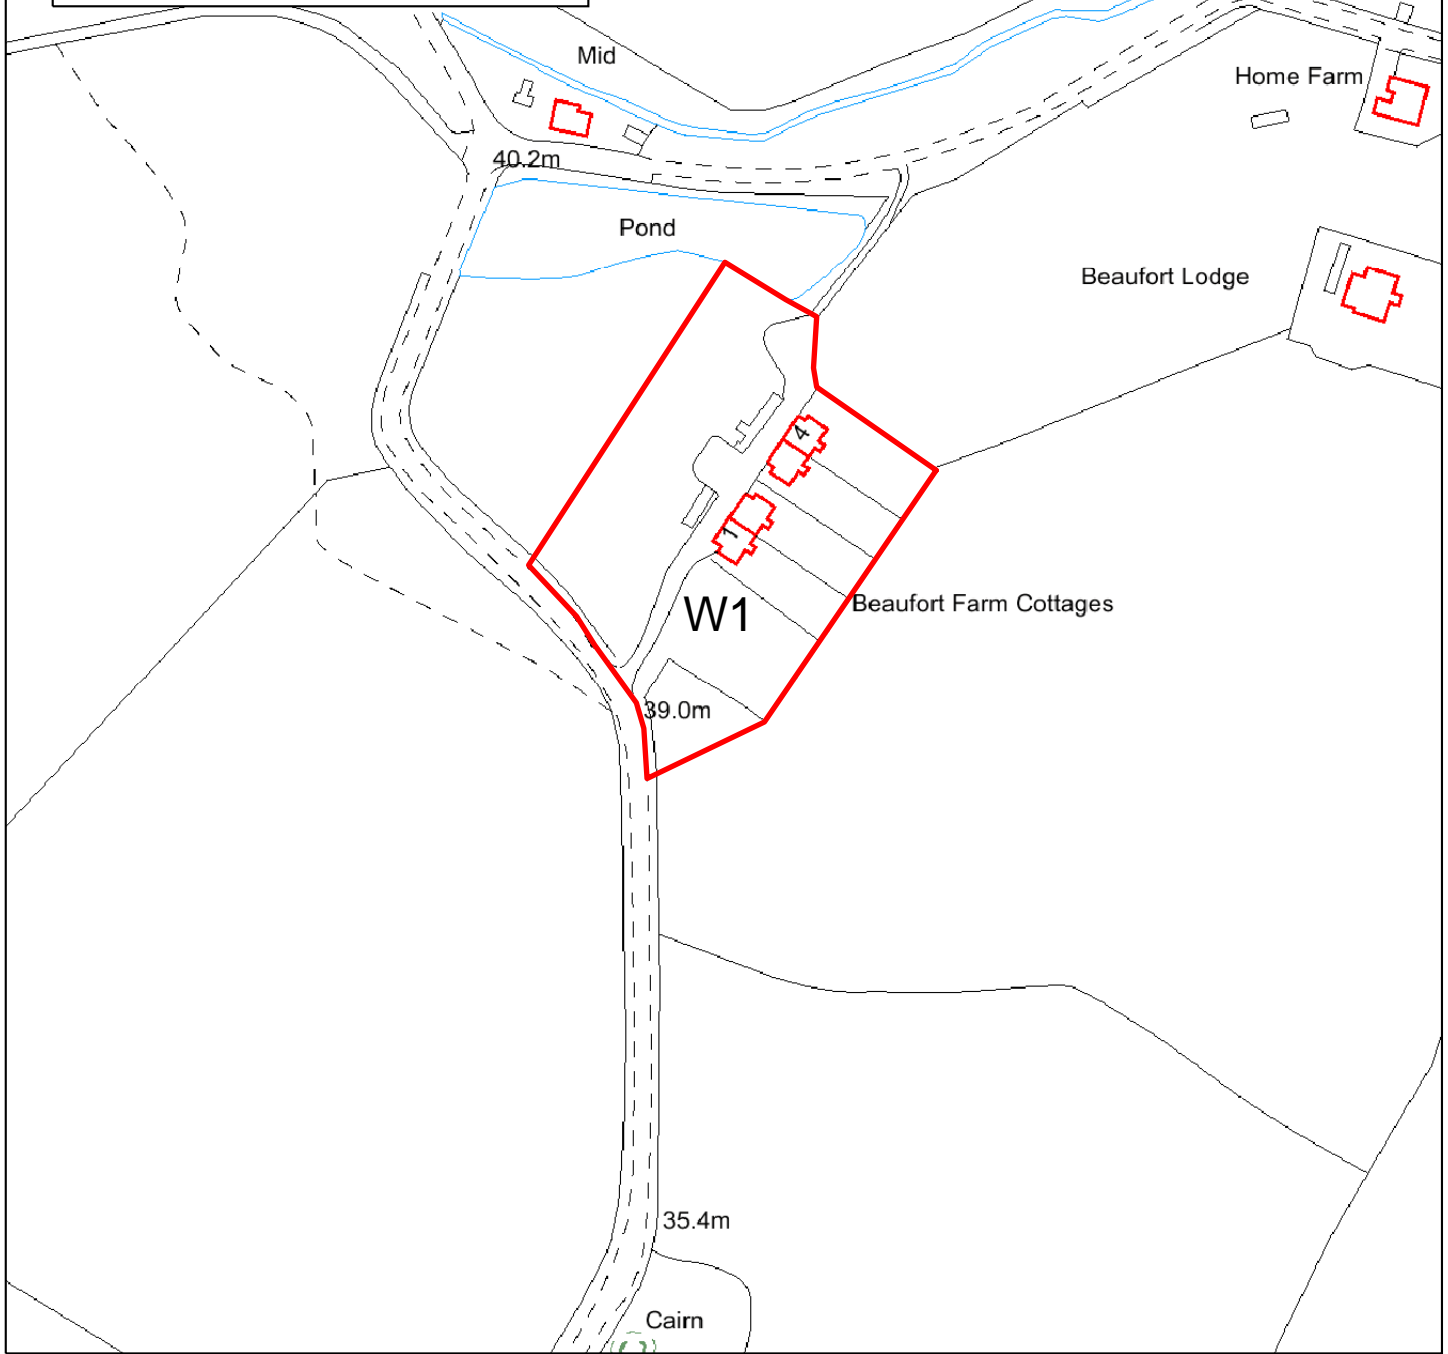 Mid
Home Farm
40.2m
Pond
Beaufort Lodge
4
1
W1
Beaufort Farm Cottages
39.0m
35.4m
Cairn